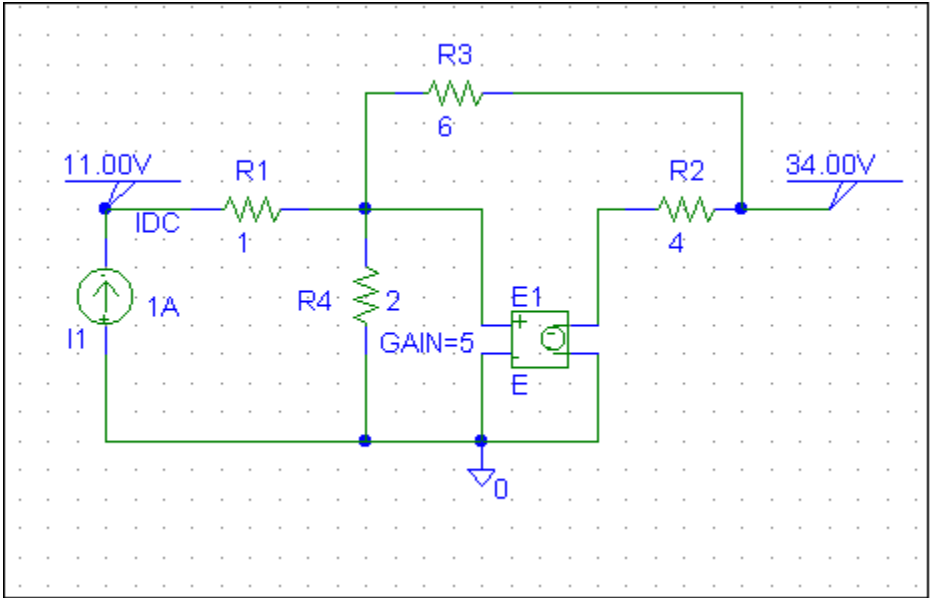 R3
6
11.00V
R1
R2
34.00V
IDC
1
4
I1
1A
R4
2
E1
+
-
GAIN=5
E
0